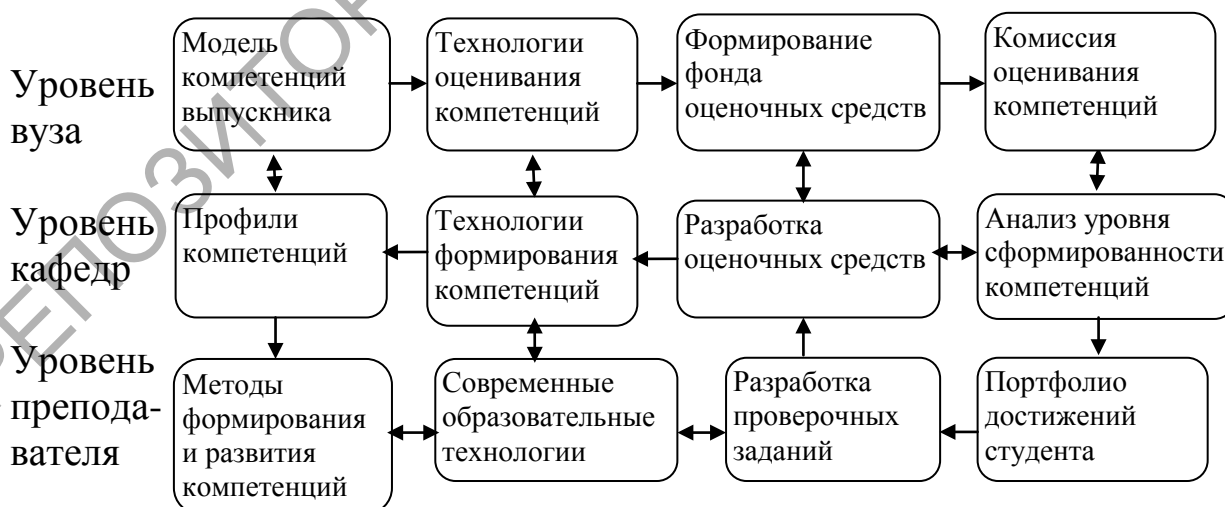 Уровень
вуза
Модель
компетенций
выпускника
Технологии
оценивания
компетенций
Формирование
фонда
оценочных средств
Комиссия
оценивания
компетенций
Уровень
кафедр
Профили
компетенций
Технологии
формирования
компетенций
Разработка
оценочных средств
Анализ уровня
сформированности
компетенций
Уровень
препода-
вателя
Методы
формирования
и развития
компетенций
Современные
образовательные
технологии
Разработка
проверочных
заданий
Портфолио
достижений
студента